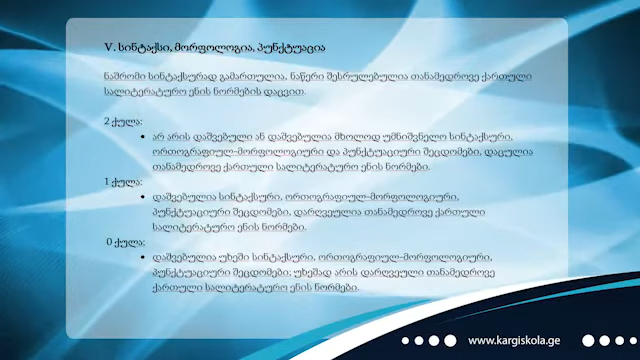 V. სინტაქსი, მორფოლოგია, პუნქტუაცია
ნაშრომი სინტაქსურად გამართულია, ნაწერი შესრულებულია თანამედროვე ქართული
სალიტერატურო ენის ნორმების დაცვით.
2 ქულა:
• არ არის დაშვებული ან დაშვებულია მხოლოდ უმნიშვნელო სინტაქსური,
ორთოგრაფიულ-მორფოლოგიური და პუნქტუაციური შეცდომები, დაცულია
თანამედროვე ქართული სალიტერატურო ენის ნორმები.
1 ქულა:
• დაშვებულია სინტაქსური, ორთოგრაფიულ-მორფოლოგიური,
პუნქტუაციური შეცდომები, დარღვეულია თანამედროვე ქართული
სალიტერატურო ენის ნორმები.
0 ქულა:
• დაშვებულია უხეში სინტაქსური, ორთოგრაფიულ-მორფოლოგიური,
პუნქტუაციური შეცდომები; უხეშად არის დარღვეული თანამედროვე
ქართული სალიტერატურო ენის ნორმები.
www.kargiskola.ge